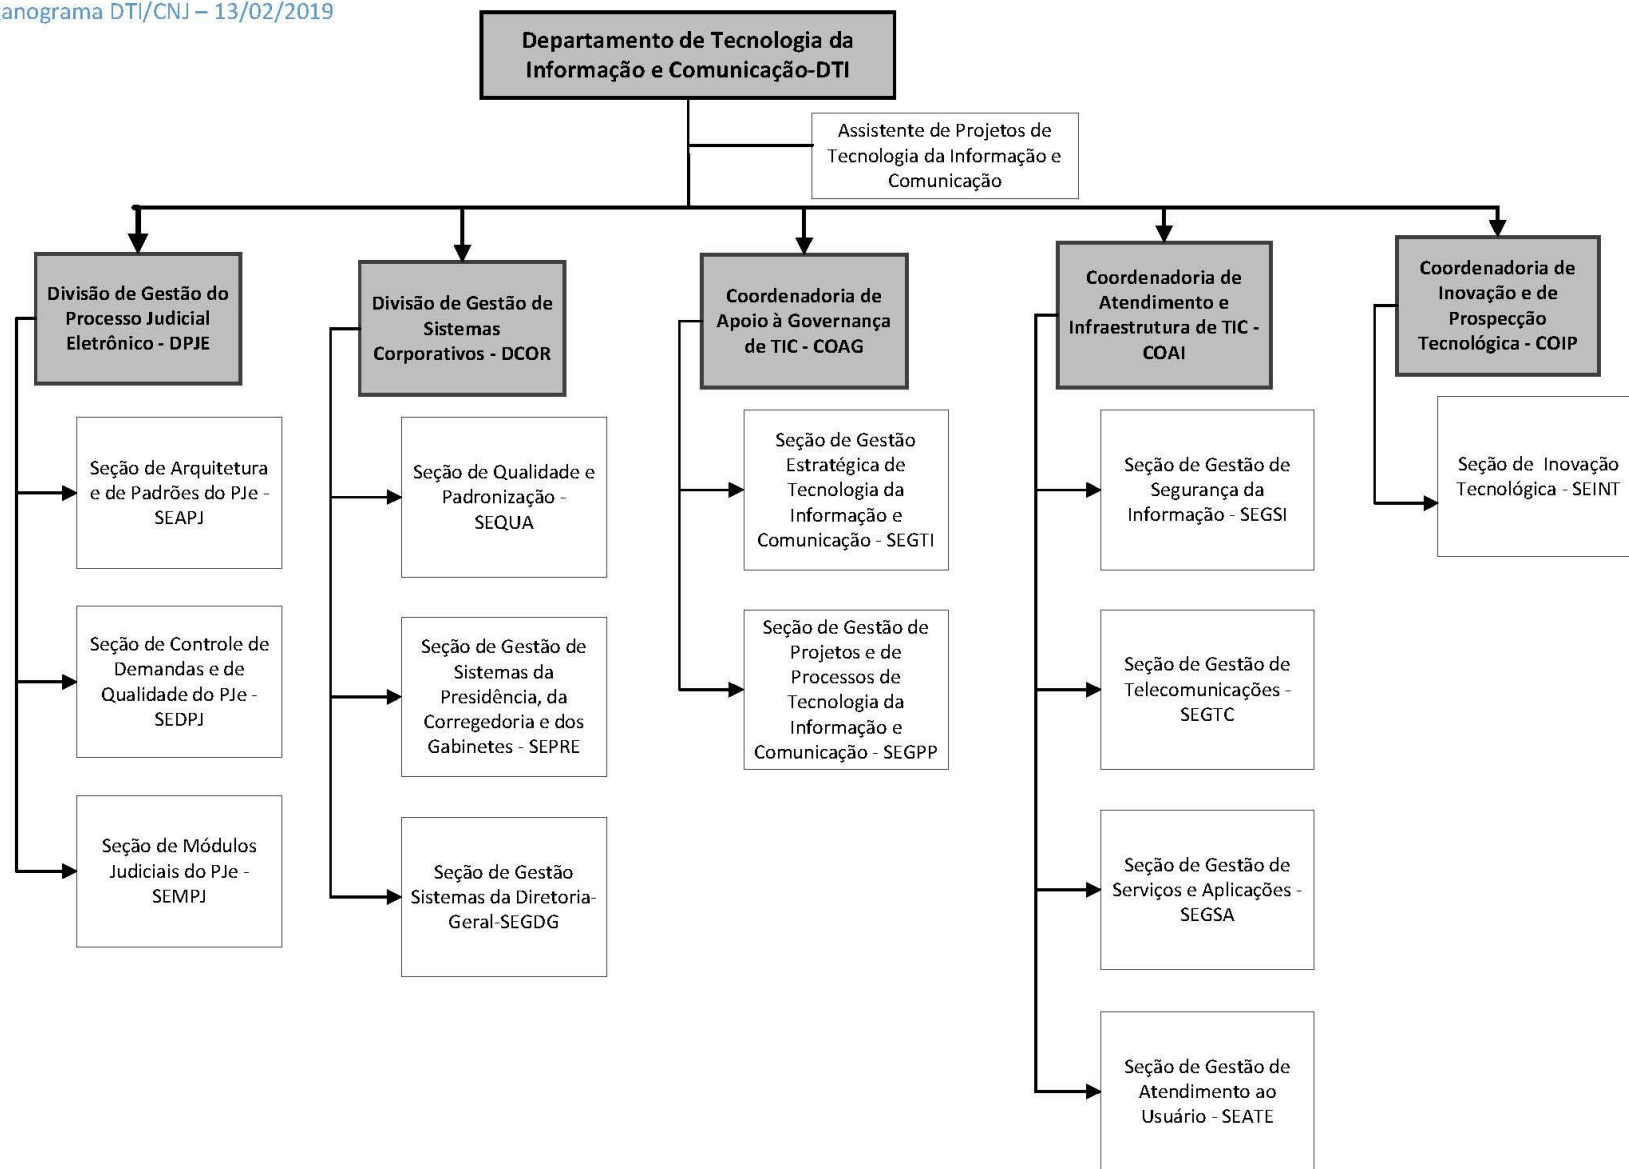 ganograma DTI/CNJ – 13/02/2019
Departamento de Tecnologia da
Informação e Comunicação-DTI
Assistente de Projetos de
Tecnologia da Informação e
Comunicação
Divisão de Gestão do
Processo Judicial
Eletrônico - DPJE
Seção de Arquitetura
e de Padrões do PJe -
SEAPJ
Seção de Controle de
Demandas e de
Qualidade do PJe -
SEDPJ
Seção de Módulos
Judiciais do PJe -
SEMPJ
Divisão de Gestão de
Sistemas
Corporativos - DCOR
Seção de Qualidade e
Padronização -
SEQUA
Seção de Gestão de
Sistemas da
Presidência, da
Corregedoria e dos
Gabinetes - SEPRE
Seção de Gestão
Sistemas da Diretoria-
Geral-SEGDG
Coordenadoria de
Apoio à Governança
de TIC - COAG
Seção de Gestão
Estratégica de
Tecnologia da
Informação e
Comunicação - SEGTI
Seção de Gestão de
Projetos e de
Processos de
Tecnologia da
Informação e
Comunicação - SEGPP
Coordenadoria de
Atendimento e
Infraestrutura de TIC -
COAI
Seção de Gestão de
Segurança da
Informação - SEGSI
Seção de Gestão de
Telecomunicações -
SEGTC
Seção de Gestão de
Serviços e Aplicações -
SEGSA
Seção de Gestão de
Atendimento ao
Usuário - SEATE
Coordenadoria de
Inovação e de
Prospecção
Tecnológica - COIP
Seção de  Inovação
Tecnológica - SEINT